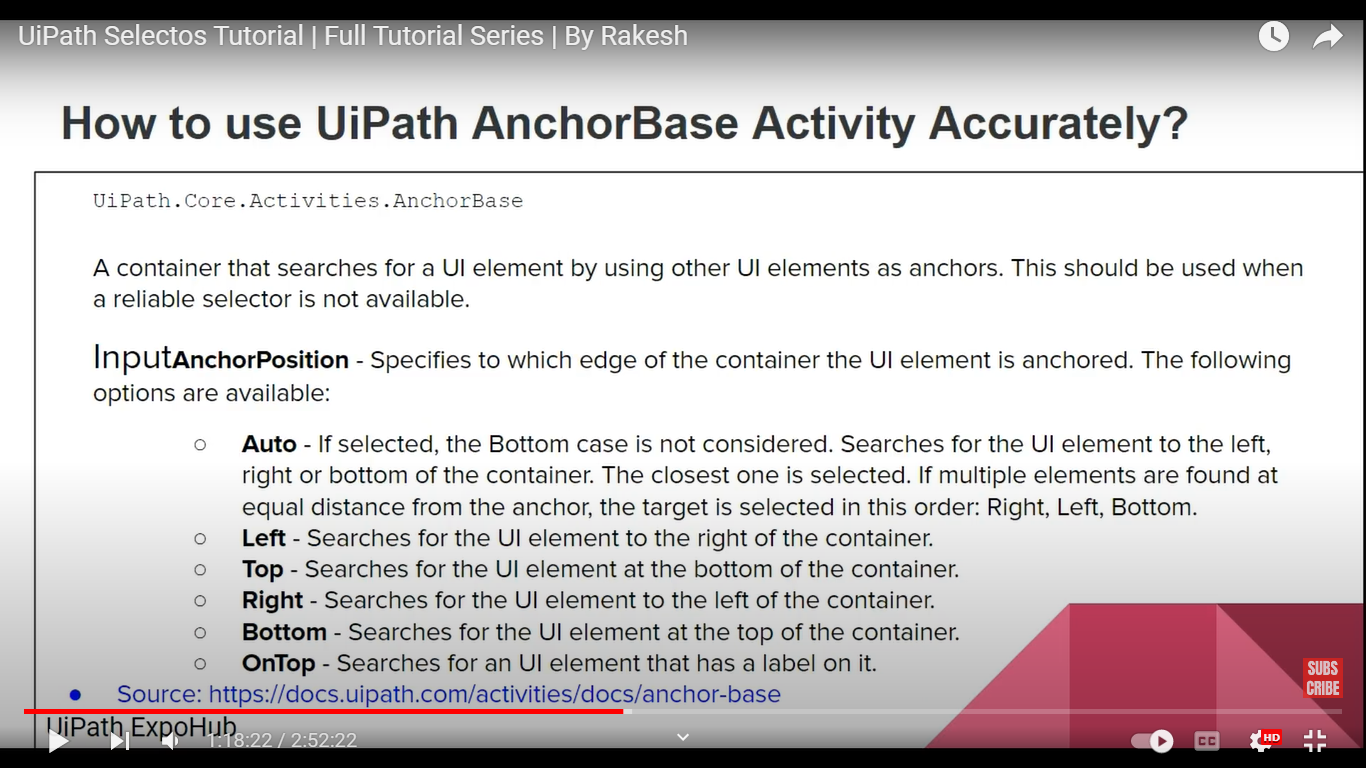 UiPath Selectos Tutorial | Full Tutorial Series | By Rakesh
How to use UiPath AnchorBase Activity Accurately?
UiPath.Core.Activities.AnchorBase
A container that searches for a UI element by using other UI elements as anchors. This should be used when
a reliable selector is not available.
InputAnchorPosition - Specifies to which edge of the container the UI element is anchored. The following
options are available:
○ Auto - If selected, the Bottom case is not considered. Searches for the UI element to the left,
right or bottom of the container. The closest one is selected. If multiple elements are found at
equal distance from the anchor, the target is selected in this order: Right, Left, Bottom.
○ Left - Searches for the UI element to the right of the container.
○ Top - Searches for the UI element at the bottom of the container.
○ Right - Searches for the UI element to the left of the container.
○ Bottom - Searches for the UI element at the top of the container.
○ OnTop - Searches for an UI element that has a label on it.
● Source: https://docs.uipath.com/activities/docs/anchor-base
SUBS
CRIBE
UiPath ExpoHub
1:18:22 / 2:52:22
CC
HD